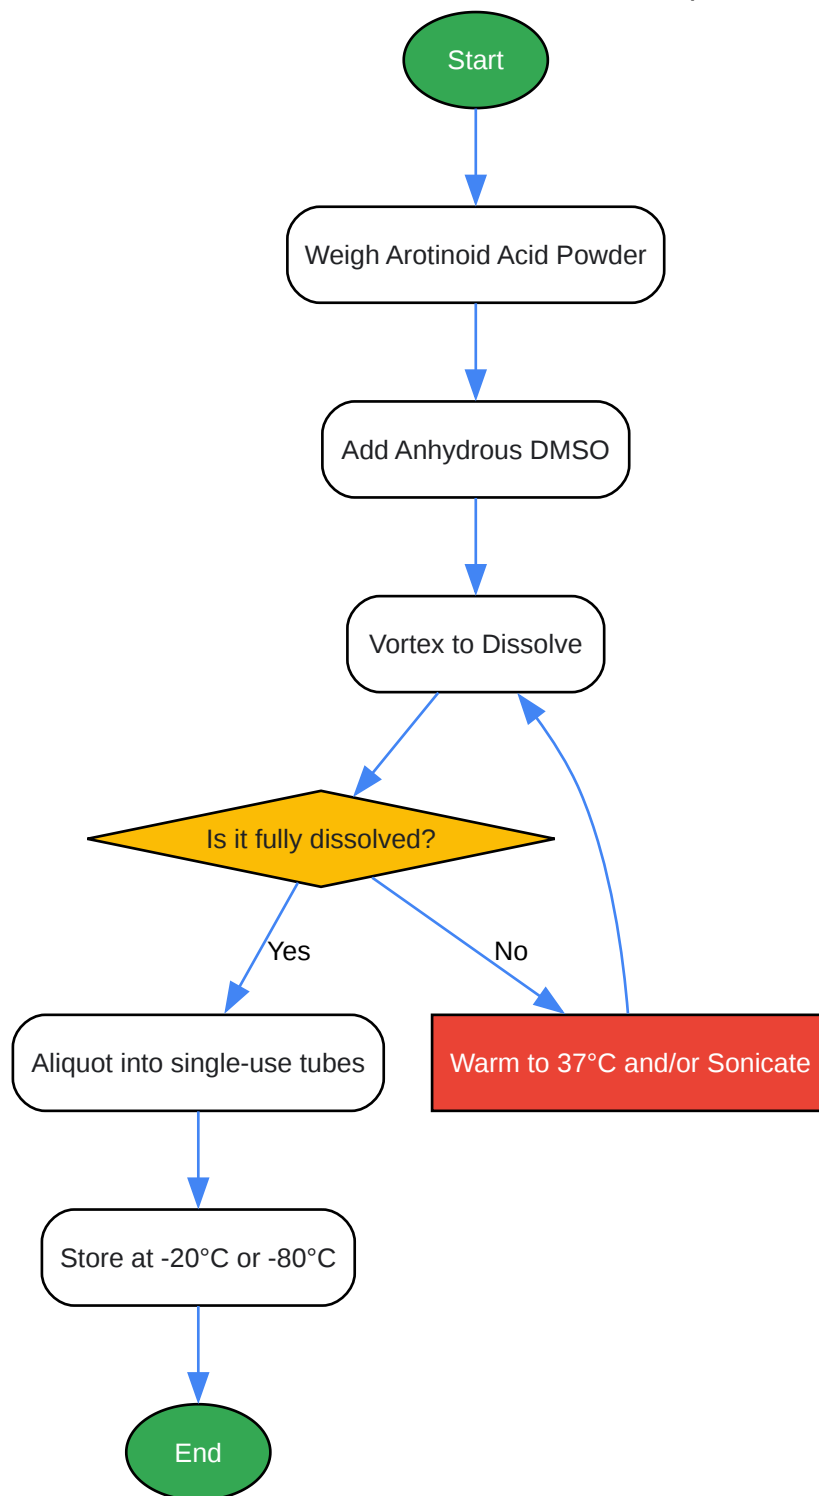 Start
Weigh Arotinoid Acid Powder
Add Anhydrous DMSO
Vortex to Dissolve
Is it fully dissolved?
Yes
No
Aliquot into single-use tubes
Warm to 37°C and/or Sonicate
Store at -20°C or -80°C
End